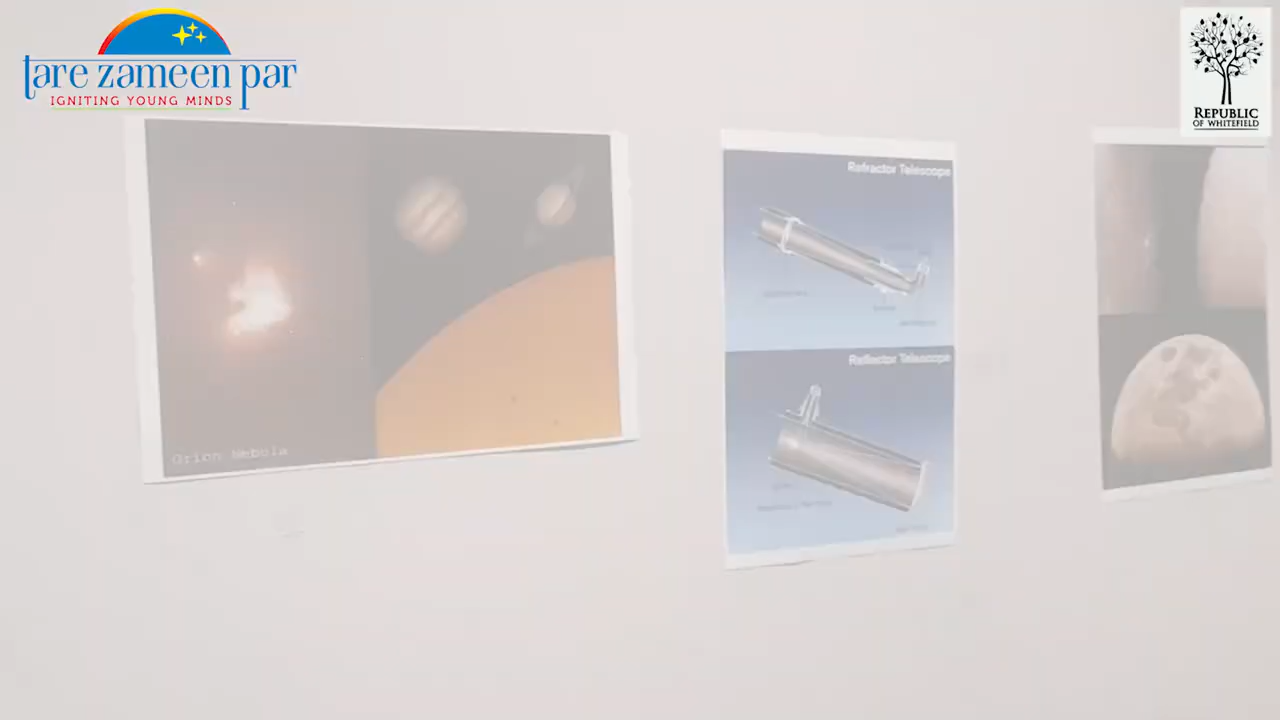 tare zameen par
IGNITING YOUNG MINDS
REPUBLIC
OF WHITEFIELD
Refractor Telescope
Reflector Telescope
Orion Nebula